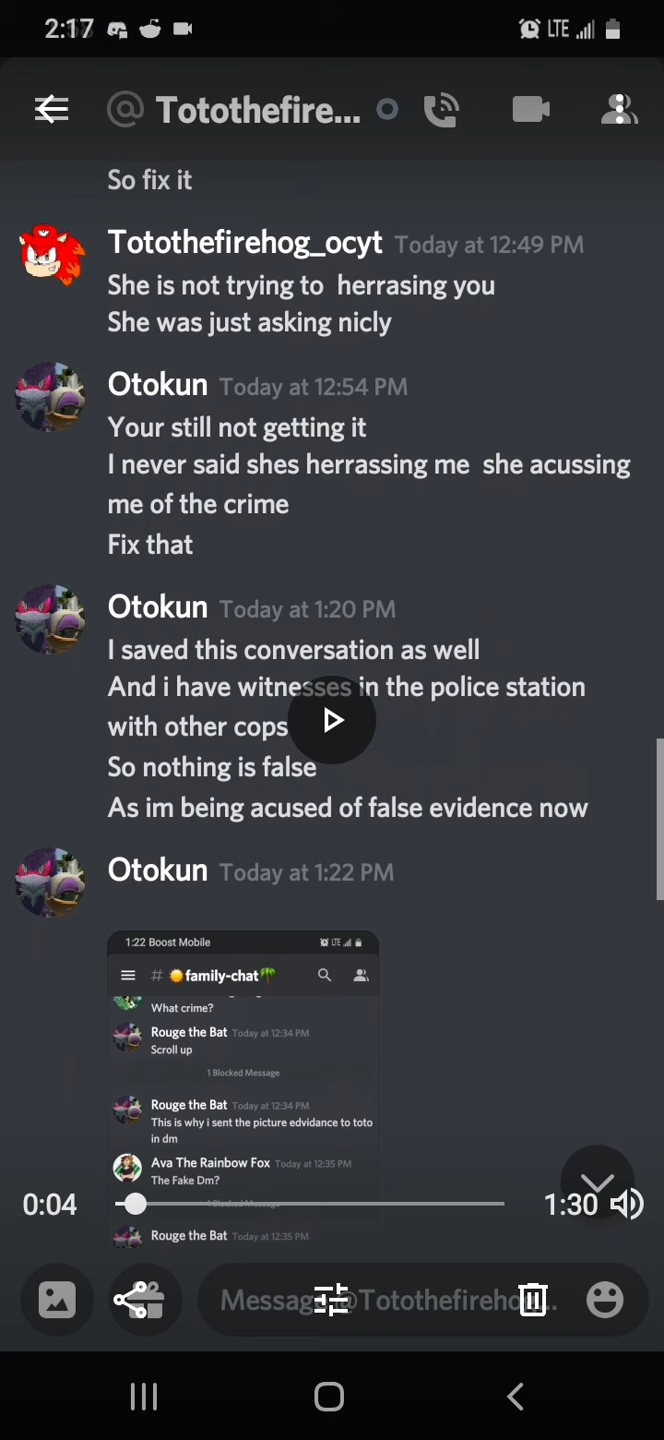 2:17 LTE
@ Totothefire...
So fix it
Totothefirehog_ocyt Today at 12:49 PM
She is not trying to herrasing you
She was just asking nicly
Otokun Today at 12:54 PM
Your still not getting it
I never said shes herrassing me she acussing
me of the crime
Fix that
Otokun Today at 1:20 PM
I saved this conversation as well
And i have witnesses in the police station
with other cops
So nothing is false
As im being acused of false evidence now
Otokun Today at 1:22 PM
1:22 Boost Mobile LTE
# family-chat
What crime?
Rouge the Bat Today at 12:34 PM
Scroll up
1 Blocked Message
Rouge the Bat Today at 12:34 PM
This is why i sent the picture edvidance to toto
in dm
Ava The Rainbow Fox Today at 12:35 PM
The Fake Dm?
1 Blocked Message
0:04 1:30
Rouge the Bat Today at 12:35 PM
Message @Totothefireho...